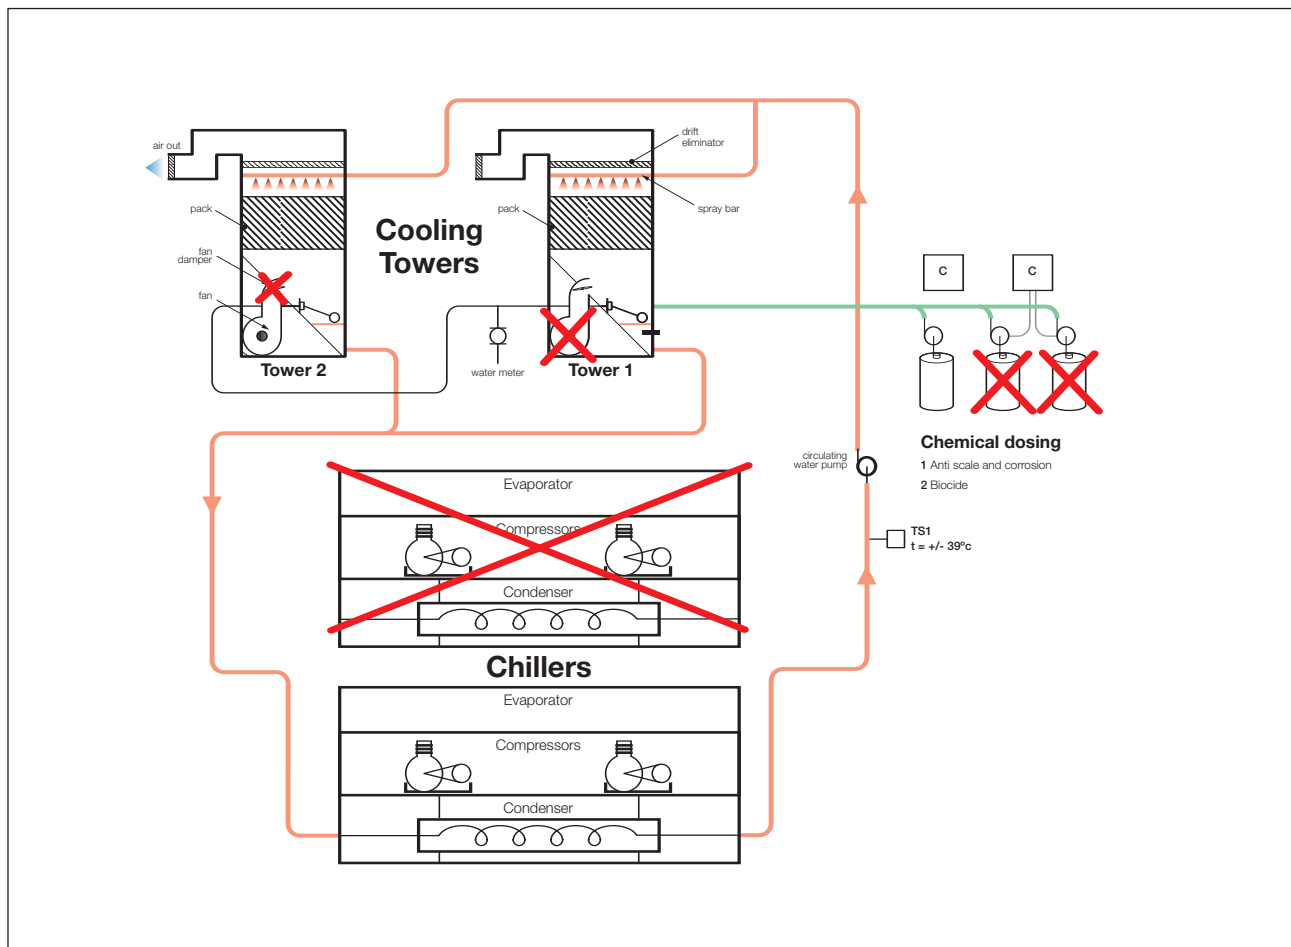 air out
drift
eliminator
pack
Cooling
Towers
pack
spray bar
fan
damper
fan
C
C
Tower 2
water meter
Tower 1
Chemical dosing
1 Anti scale and corrosion
2 Biocide
circulating
water pump
TS1
t = +/- 39ºc
Evaporator
Compressors
Condenser
Chillers
Evaporator
Compressors
Condenser